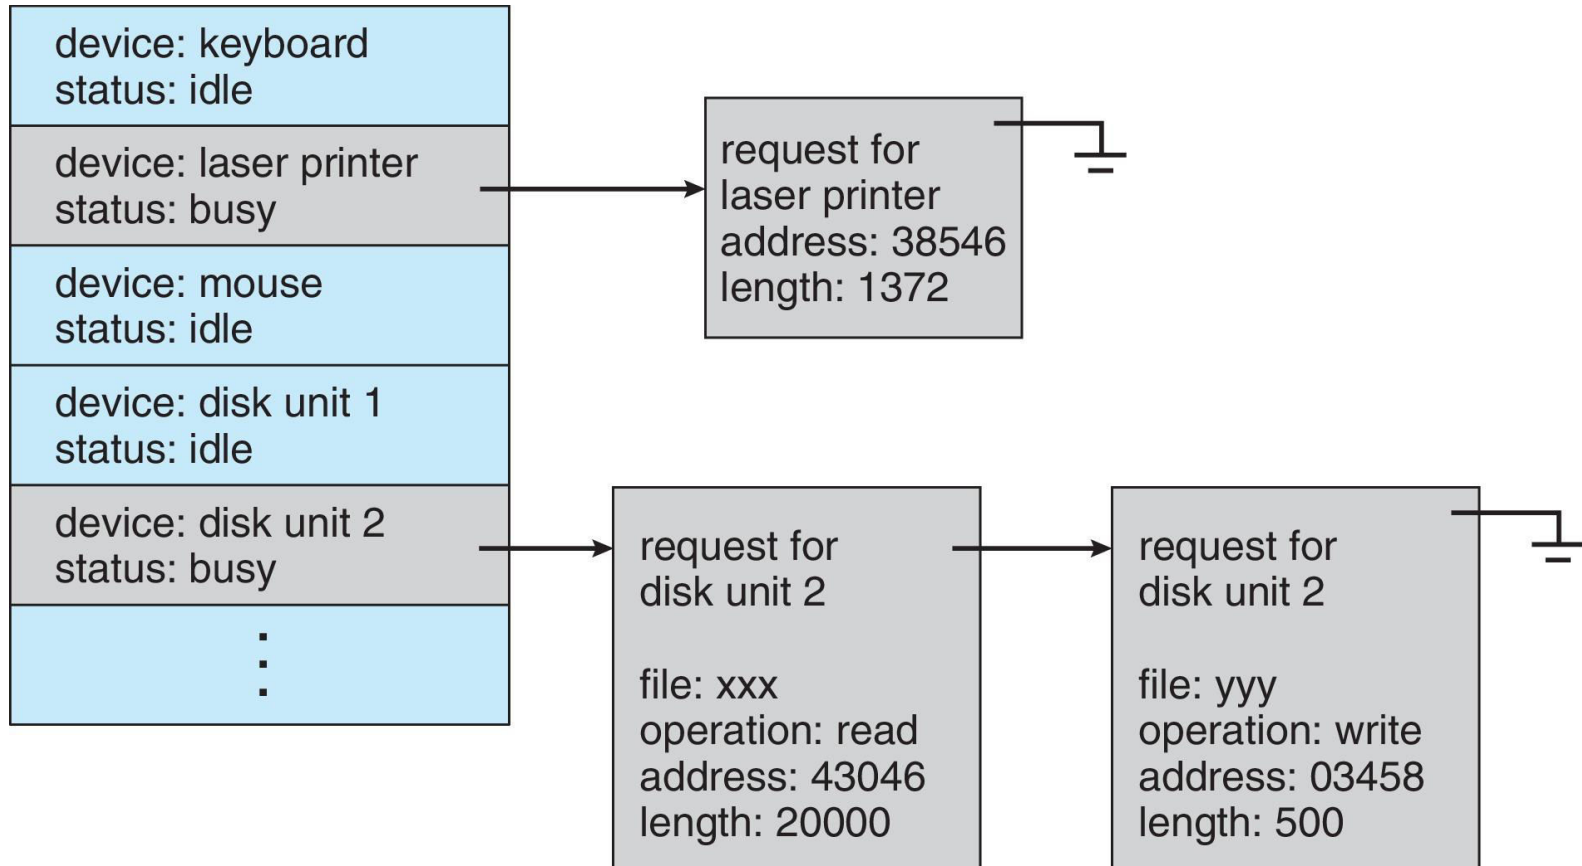 device: keyboard
status: idle
device: laser printer
status: busy
device: mouse
status: idle
device: disk unit 1
status: idle
device: disk unit 2
status: busy
request for
laser printer
address: 38546
length: 1372
request for
disk unit 2
file: xxx
operation: read
address: 43046
length: 20000
request for
disk unit 2
file: yyy
operation: write
address: 03458
length: 500